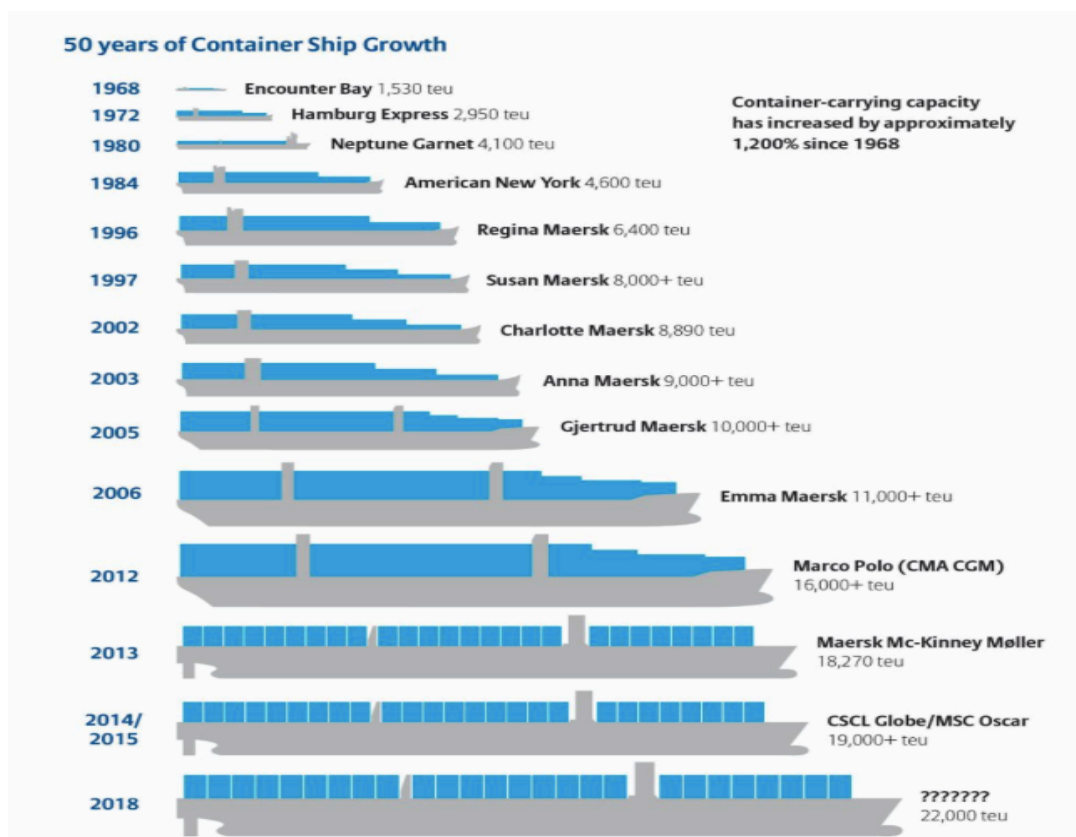 50 years of Container Ship Growth
1968 Encounter Bay 1,530 teu
1972 Hamburg Express 2,950 teu
1980 Neptune Garnet 4,100 teu
Container-carrying capacity
has increased by approximately
1,200% since 1968
1984 American New York 4,600 teu
1996 Regina Maersk 6,400 teu
1997 Susan Maersk 8,000+ teu
2002 Charlotte Maersk 8,890 teu
2003 Anna Maersk 9,000+ teu
2005 Gjertrud Maersk 10,000+ teu
2006 Emma Maersk 11,000+ teu
2012 Marco Polo (CMA CGM)
16,000+ teu
2013 Maersk Mc-Kinney Møller
18,270 teu
2014/
2015
CSCL Globe/MSC Oscar
19,000+ teu
2018 ???????
22,000 teu